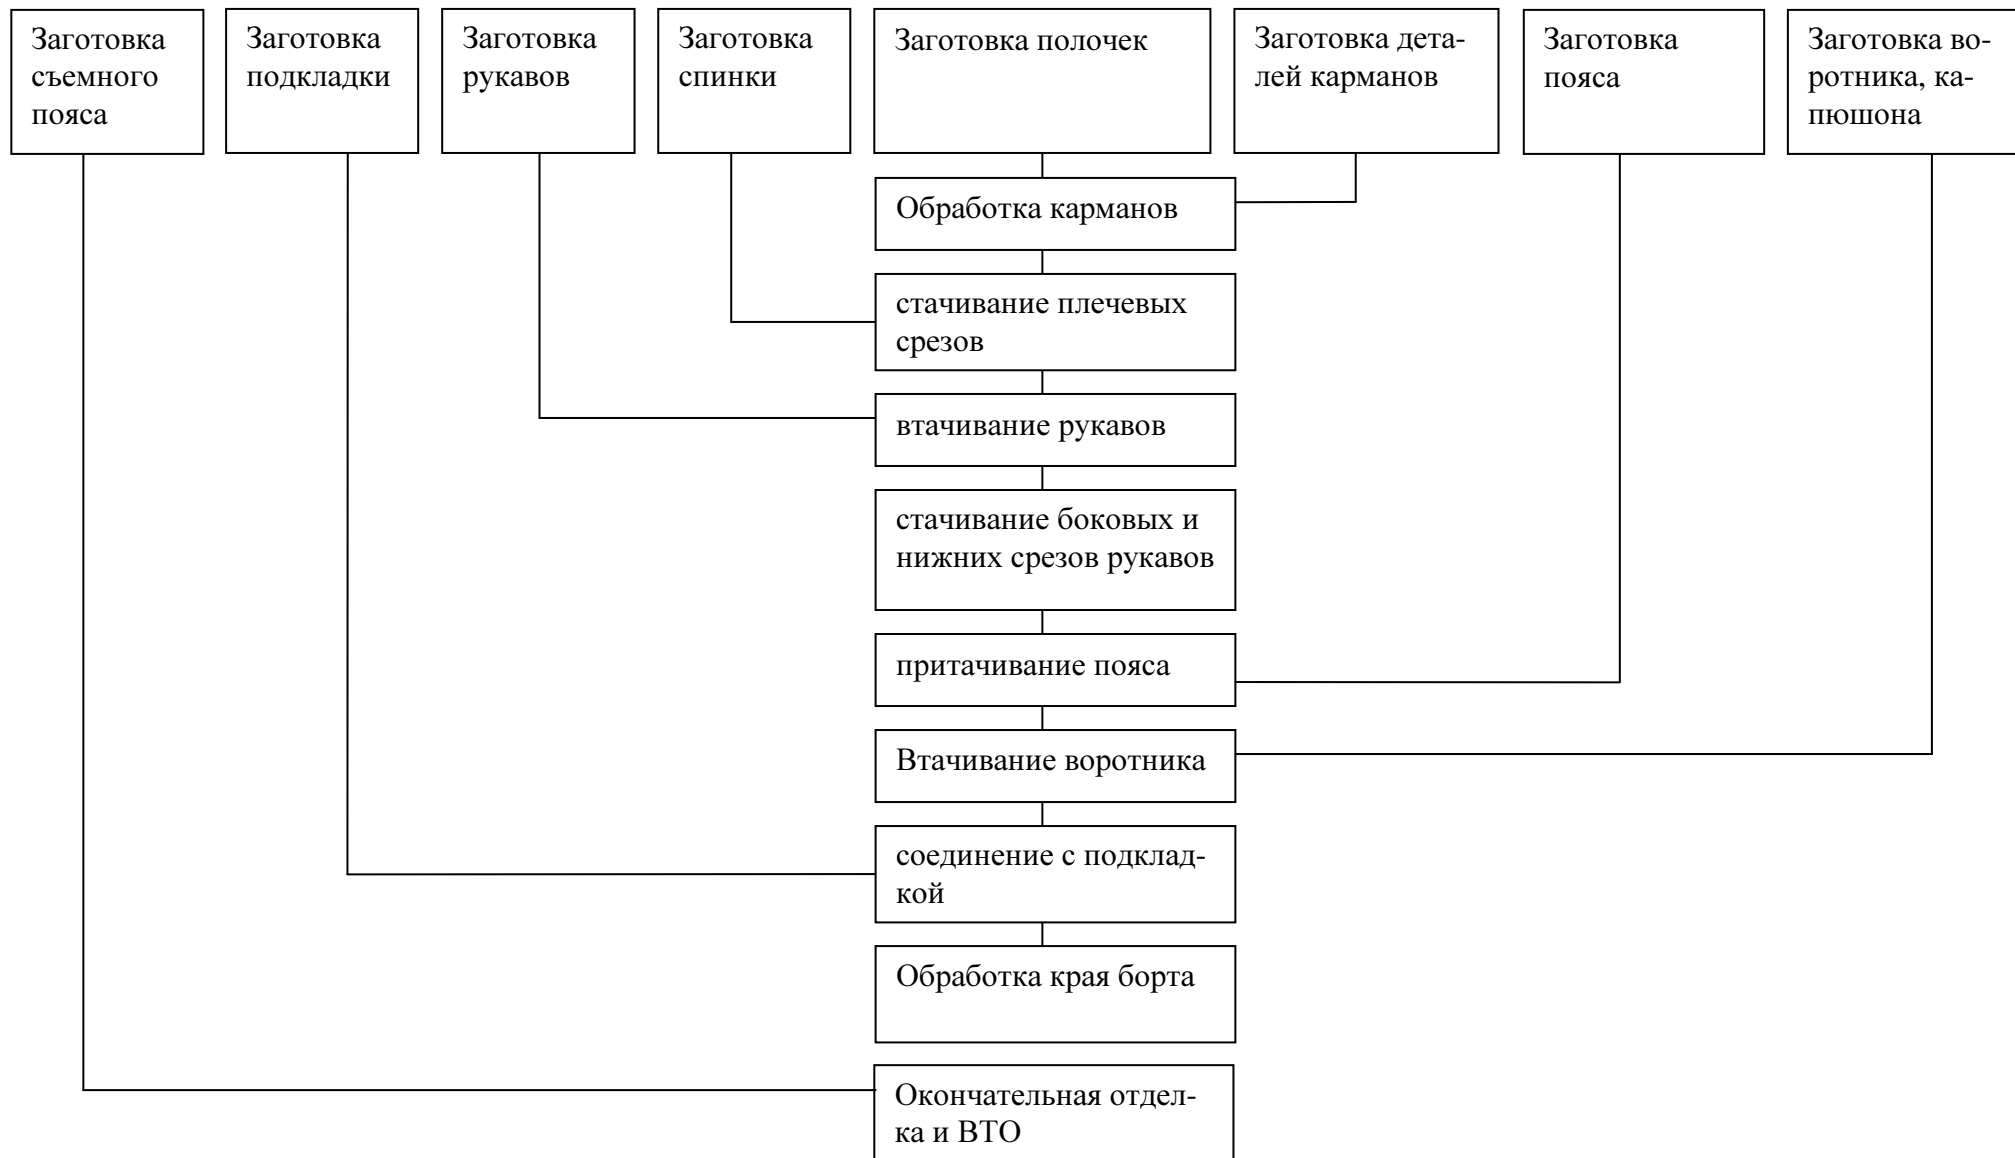 Заготовка
съемного
пояса
Заготовка
подкладки
Заготовка
рукавов
Заготовка
спинки
Заготовка полочек
Заготовка дета-
лей карманов
Заготовка
пояса
Заготовка во-
ротника, ка-
пюшона
Обработка карманов
стачивание плечевых
срезов
втачивание рукавов
стачивание боковых и
нижних срезов рукавов
притачивание пояса
Втачивание воротника
соединение с подклад-
кой
Обработка края борта
Окончательная отдел-
ка и ВТО